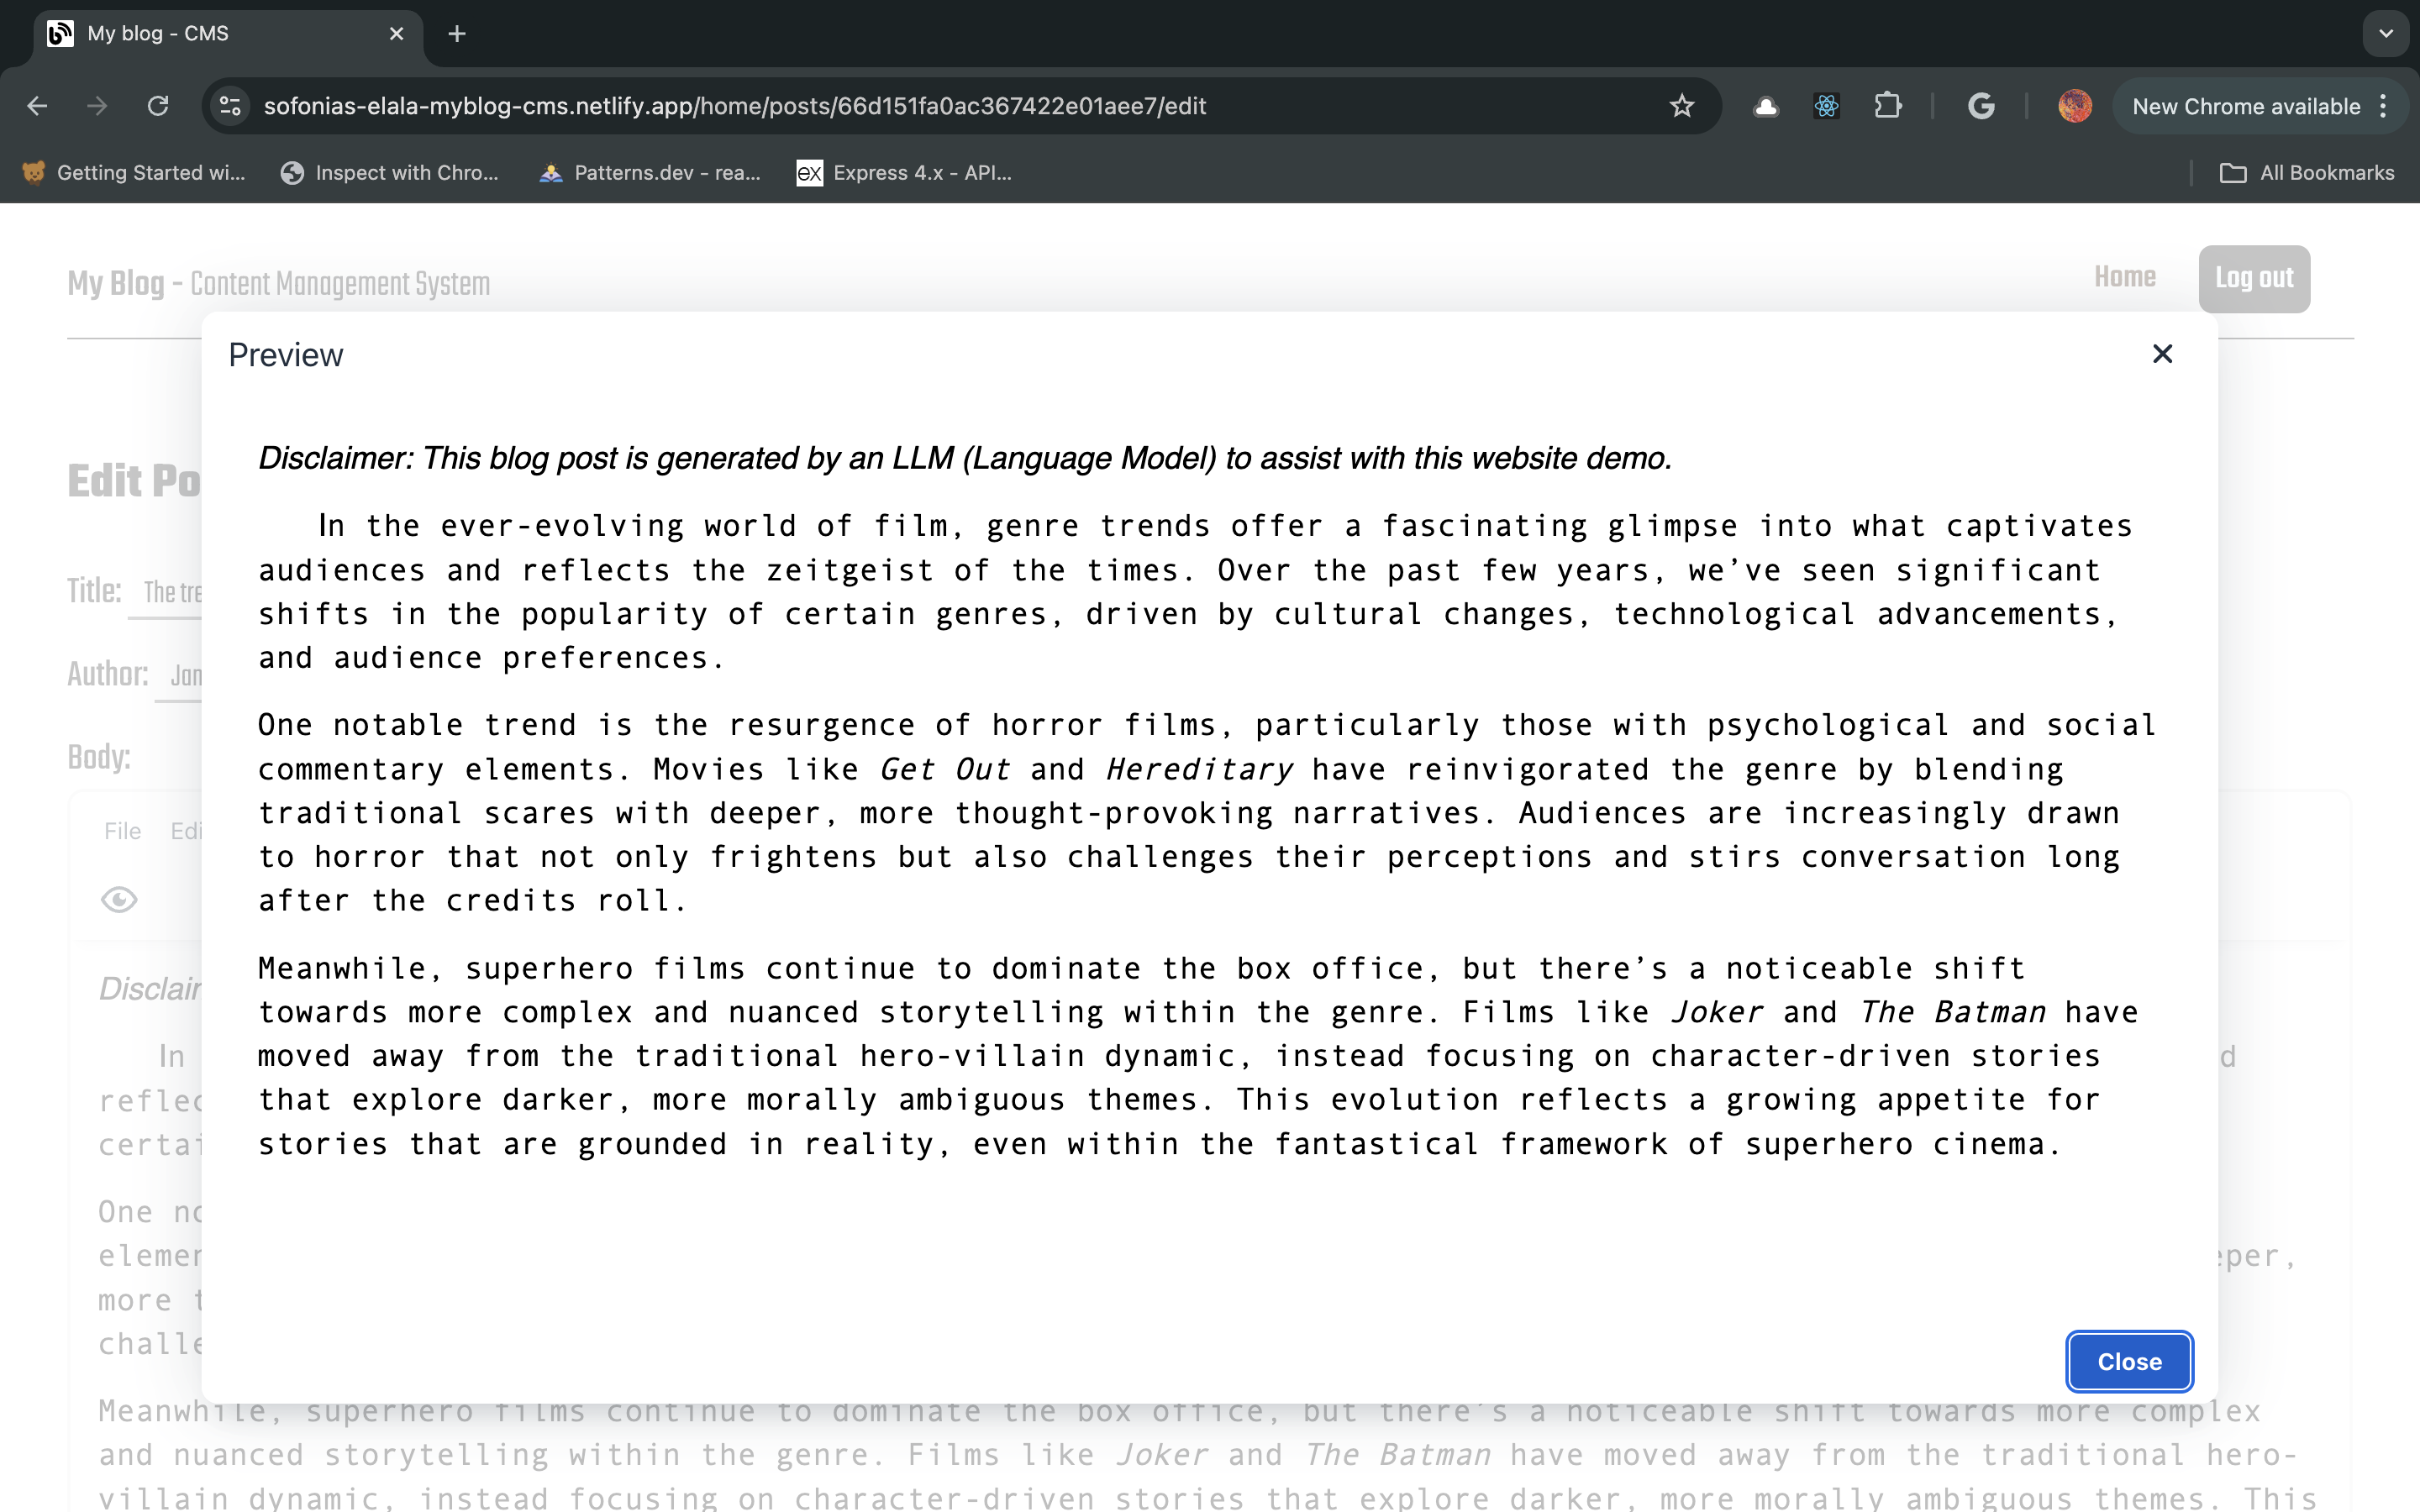 My blog - CMS
sofonias-elala-myblog-cms.netlify.app/home/posts/66d151fa0ac367422e01aee7/edit
New Chrome available
Getting Started wi...
Inspect with Chro...
Patterns.dev - rea...
ex
Express 4.x - API...
All Bookmarks
My Blog - Content Management System
Home
Log out
Preview
Edit Po
Title: The tre
Author: Jan
Body:
File Edi
Disclaimer: This blog post is generated by an LLM (Language Model) to assist with this website demo.
In the ever-evolving world of film, genre trends offer a fascinating glimpse into what captivates
audiences and reflects the zeitgeist of the times. Over the past few years, we’ve seen significant
shifts in the popularity of certain genres, driven by cultural changes, technological advancements,
and audience preferences.
One notable trend is the resurgence of horror films, particularly those with psychological and social
commentary elements. Movies like Get Out and Hereditary have reinvigorated the genre by blending
traditional scares with deeper, more thought-provoking narratives. Audiences are increasingly drawn
to horror that not only frightens but also challenges their perceptions and stirs conversation long
after the credits roll.
Meanwhile, superhero films continue to dominate the box office, but there’s a noticeable shift
towards more complex and nuanced storytelling within the genre. Films like Joker and The Batman have
moved away from the traditional hero-villain dynamic, instead focusing on character-driven stories
that explore darker, more morally ambiguous themes. This evolution reflects a growing appetite for
stories that are grounded in reality, even within the fantastical framework of superhero cinema.
Close
Disclair
In
d
reflec
certai
One no
elemer
eper,
more t
challe
Meanwhile, superhero films continue to dominate the box office, but there's a noticeable shift towards more complex
and nuanced storytelling within the genre. Films like Joker and The Batman have moved away from the traditional hero-
villain dynamic, instead focusing on character-driven stories that explore darker, more morally ambiguous themes. This